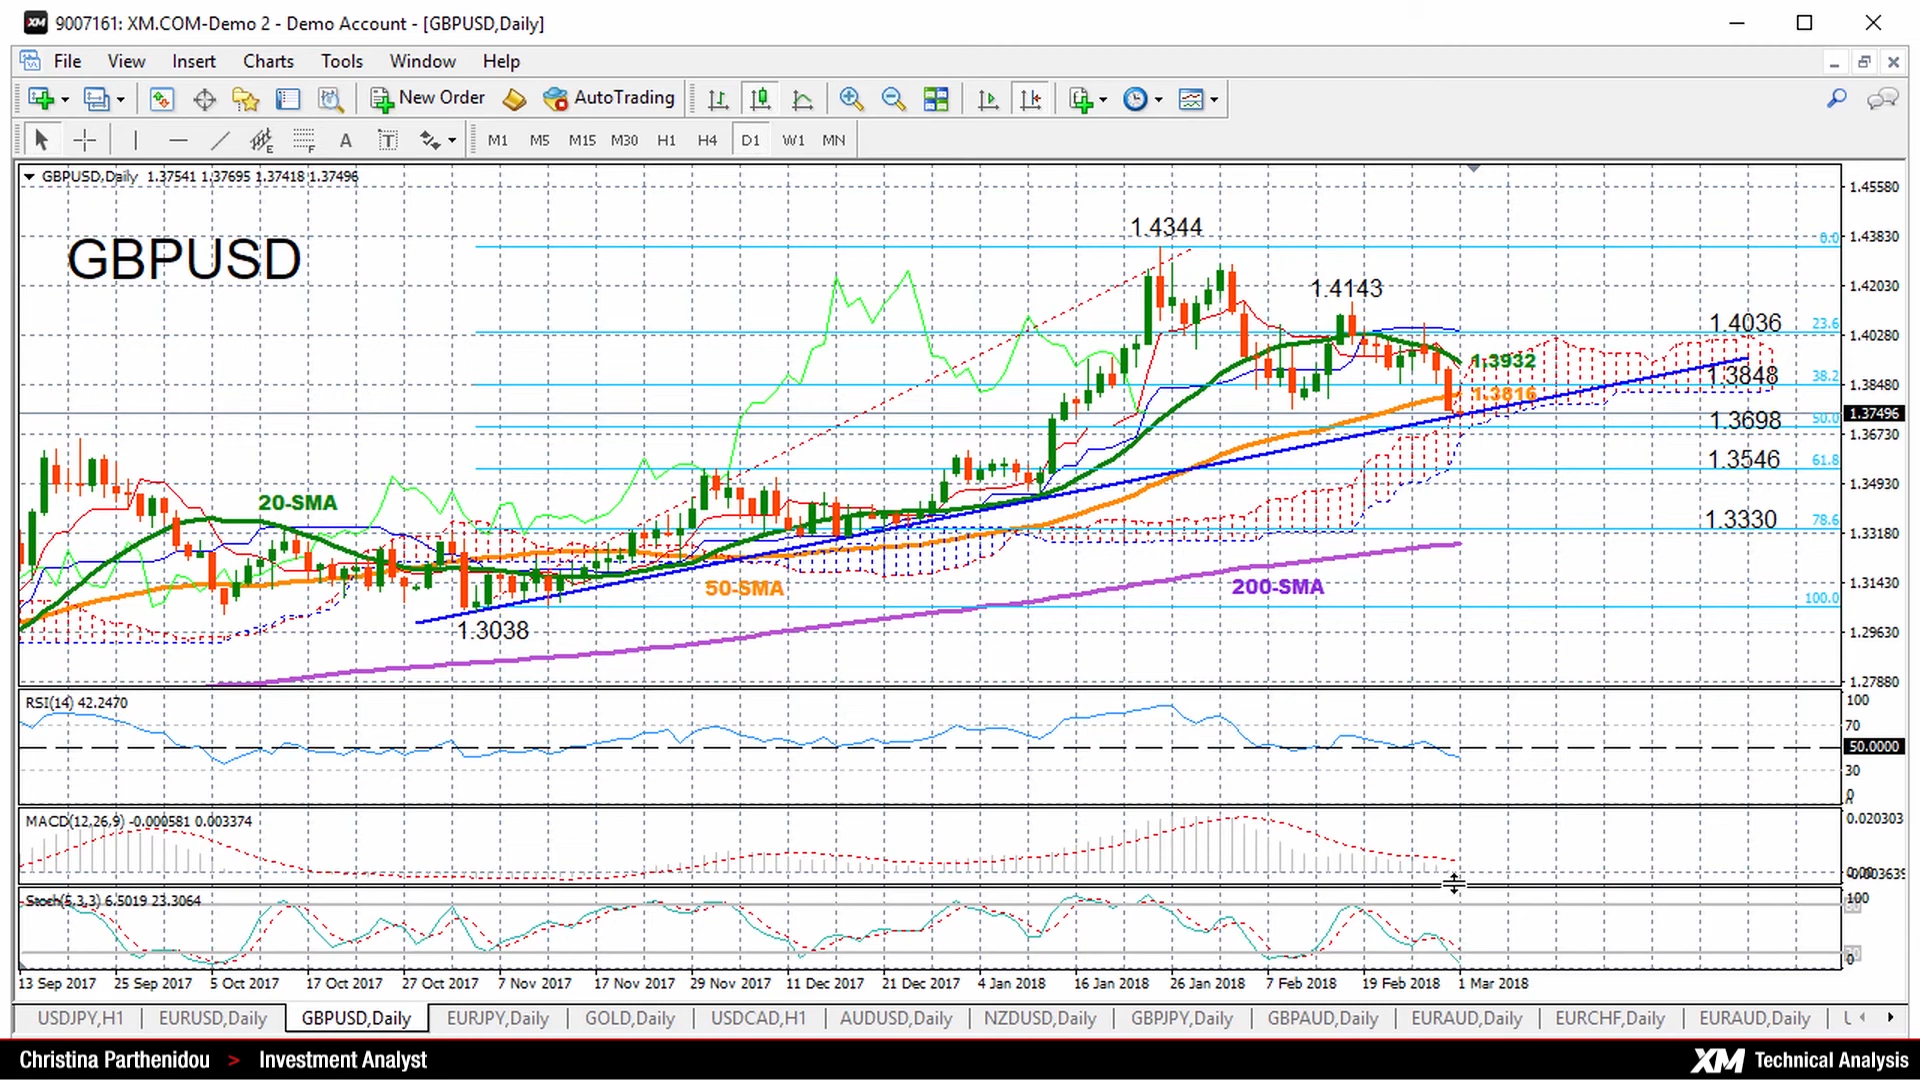 XM 9007161: XM.COM-Demo 2 - Demo Account - [GBPUSD,Daily]
File View Insert Charts Tools Window Help
New Order AutoTrading
E F A T M1 M5 M15 M30 H1 H4 D1 W1 MN
GBPUSD,Daily 1.37541 1.37695 1.37418 1.37496
1.45580
1.4344
0.0 1.43830
GBPUSD
1.4143
1.42030
1.4036
23.6
1.40280
1.3932
1.3848
38.2 1.38480
1.3816
1.37496
1.3698
50.0
1.36730
1.3546
61.8
20-SMA
1.34930
1.3330
78.6
1.33180
50-SMA
200-SMA
1.31430
100.0
1.3038
1.29630
1.27880
RSI(14) 42.2470
100
70
50.0000
30
0
MACD(12,26,9) -0.000581 0.003374
0.020303
0.00
Stoch(5,3,3) 6.5019 23.3064
100
80
20
0
13 Sep 2017 25 Sep 2017 5 Oct 2017 17 Oct 2017 27 Oct 2017 7 Nov 2017 17 Nov 2017 29 Nov 2017 11 Dec 2017 21 Dec 2017 4 Jan 2018 16 Jan 2018 26 Jan 2018 7 Feb 2018 19 Feb 2018 1 Mar 2018
USDJPY,H1 EURUSD,Daily GBPUSD,Daily EURJPY,Daily GOLD,Daily USDCAD,H1 AUDUSD,Daily NZDUSD,Daily GBPJPY,Daily GBPAUD,Daily EURAUD,Daily EURCHF,Daily EURAUD,Daily
Christina Parthenidou > Investment Analyst XM Technical Analysis